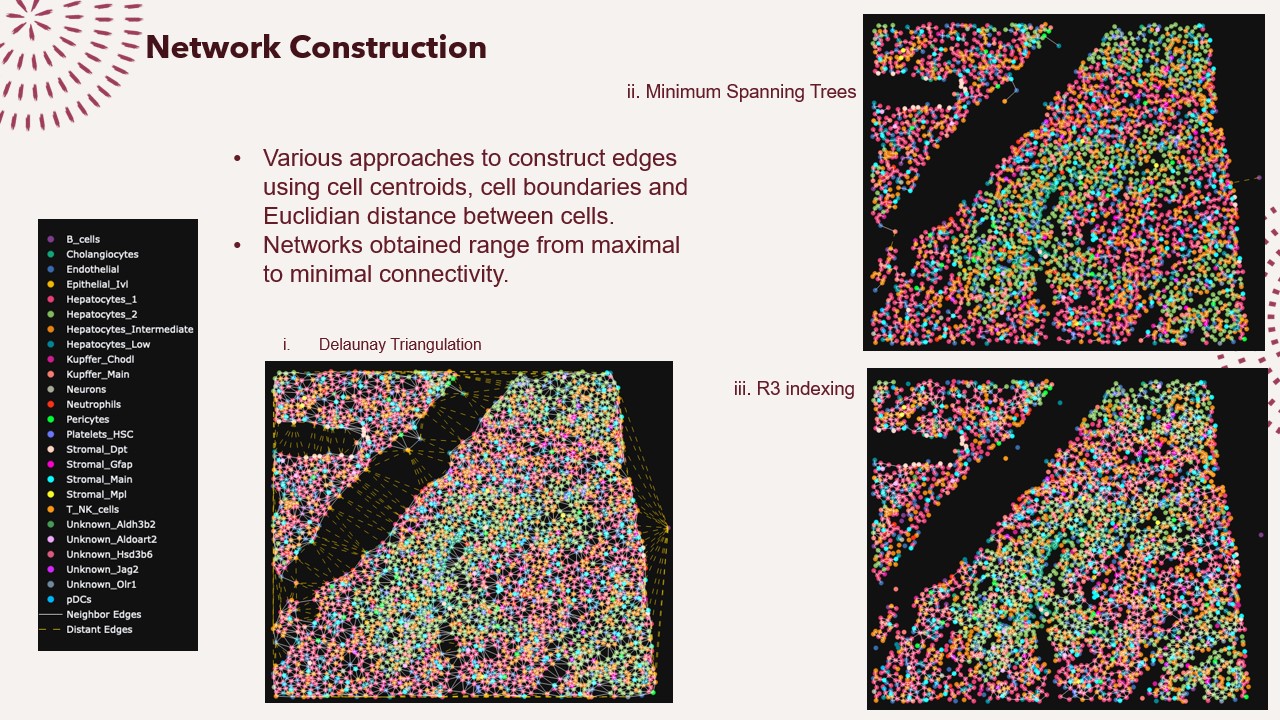 Network Construction
ii. Minimum Spanning Trees
• Various approaches to construct edges
using cell centroids, cell boundaries and
Euclidian distance between cells.
• Networks obtained range from maximal
to minimal connectivity.
i. Delaunay Triangulation
iii. R3 indexing
B_cells
Cholangiocytes
Endothelial
Epithelial_lvl
Hepatocytes_1
Hepatocytes_2
Hepatocytes_Intermediate
Hepatocytes_Low
Kupffer_Chodl
Kupffer_Main
Neurons
Neutrophils
Pericytes
Platelets_HSC
Stromal_Dpt
Stromal_Gfap
Stromal_Main
Stromal_Mpl
T_NK_cells
Unknown_Aldh3b2
Unknown_Aldoart2
Unknown_Hsd3b6
Unknown_Jag2
Unknown_Olr1
pDCs
Neighbor Edges
Distant Edges